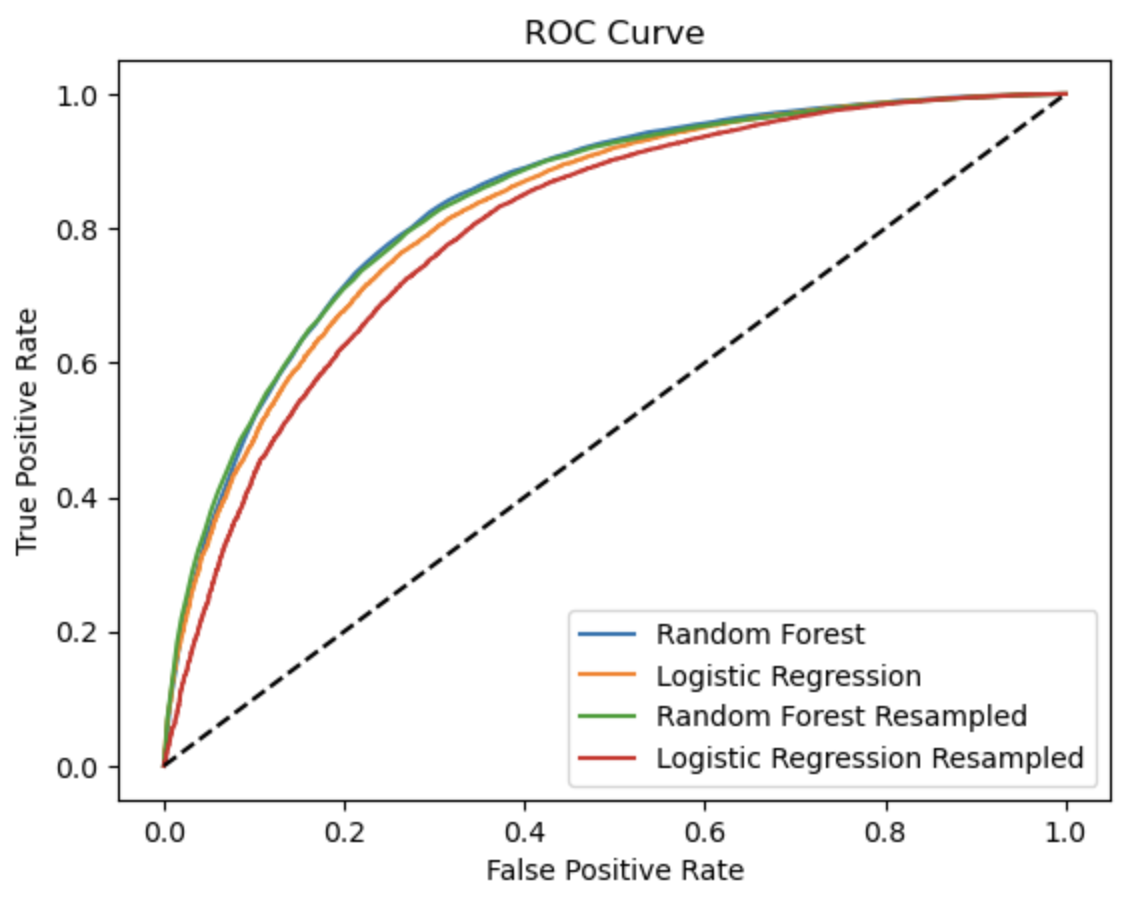 ROC Curve
True Positive Rate
1.0
0.8
0.6
0.4
0.2
0.0
Random Forest
Logistic Regression
Random Forest Resampled
Logistic Regression Resampled
0.0 0.2 0.4 0.6 0.8 1.0
False Positive Rate